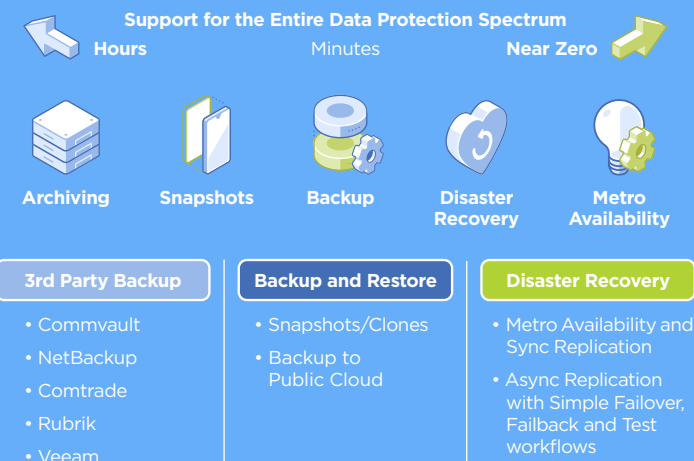 Support for the Entire Data Protection Spectrum
Hours
Minutes
Near Zero
Archiving
Snapshots
Backup
Disaster
Recovery
Metro
Availability
3rd Party Backup
• Commvault
• NetBackup
• Comtrade
• Rubrik
• Veeam
Backup and Restore
• Snapshots/Clones
• Backup to
Public Cloud
Disaster Recovery
• Metro Availability and
Sync Replication
• Async Replication
with Simple Failover,
Failback and Test
workflows